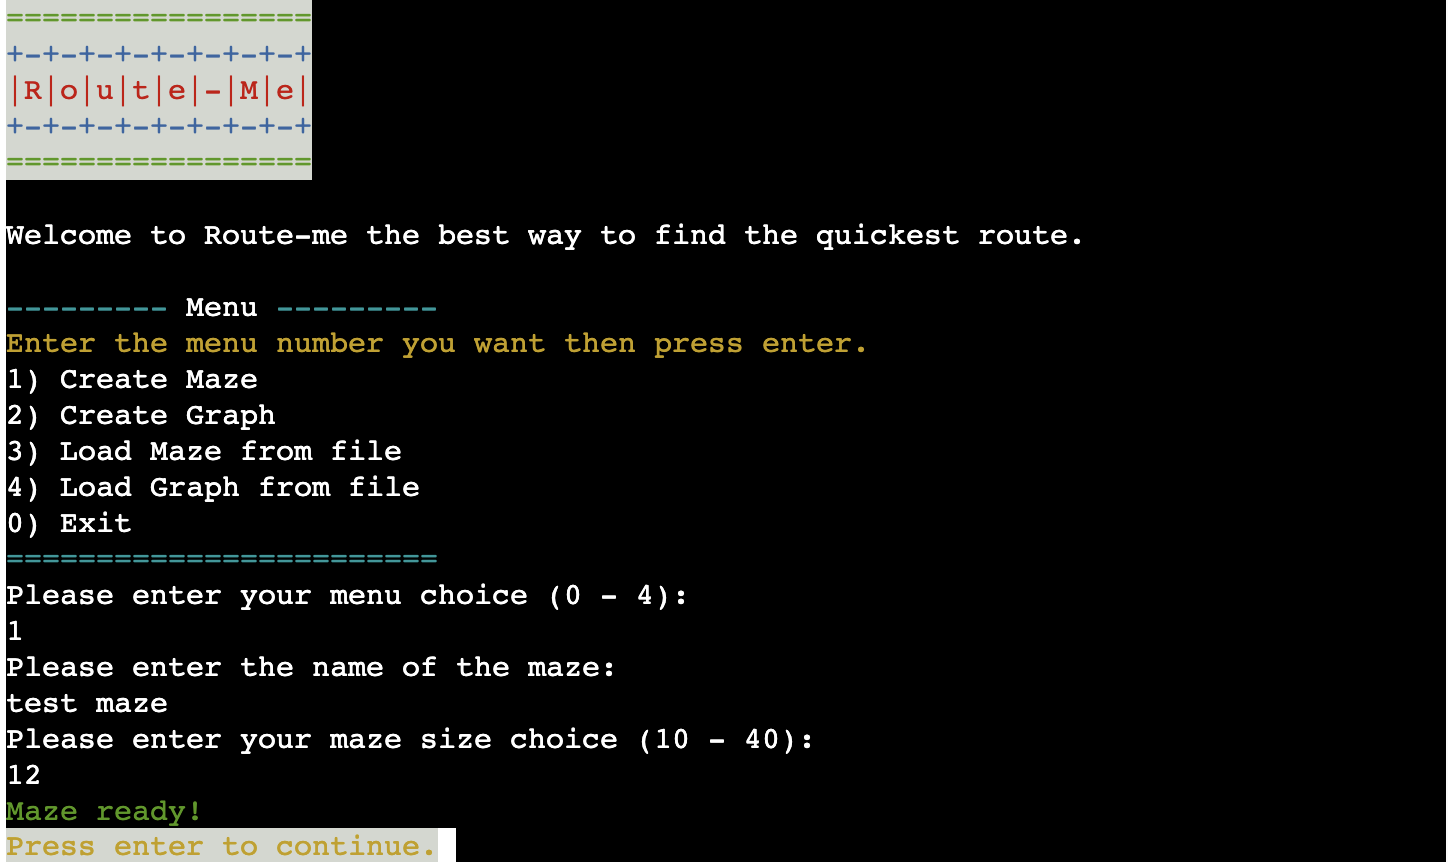 =================
+-+-+-+-+-+-+-+-+
|R|o|u|t|e|-|M|e|
+-+-+-+-+-+-+-+-+
=================
Welcome to Route-me the best way to find the quickest route.
--------- Menu ---------
Enter the menu number you want then press enter.
1) Create Maze
2) Create Graph
3) Load Maze from file
4) Load Graph from file
0) Exit
========================
Please enter your menu choice (0 - 4):
1
Please enter the name of the maze:
test maze
Please enter your maze size choice (10 - 40):
12
Maze ready!
Press enter to continue.